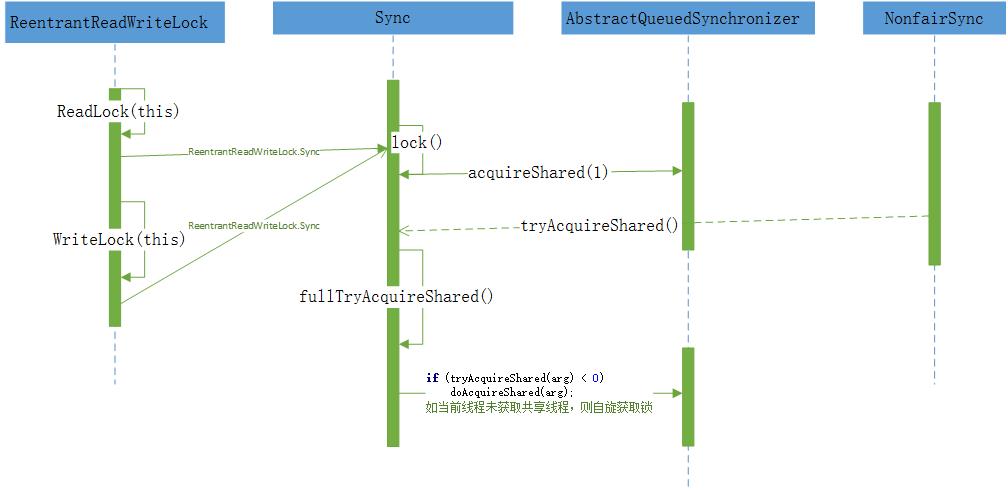 ReentrantReadWriteLock
Sync
AbstractQueuedSynchronizer
NonfairSync
ReadLock(this)
ReentrantReadWriteLock.Sync
lock()
acquireShared(1)
WriteLock(this)
ReentrantReadWriteLock.Sync
tryAcquireShared()
fullTryAcquireShared()
if (tryAcquireShared(arg) < 0)
doAcquireShared(arg);
如当前线程未获取共享线程，则自旋获取锁